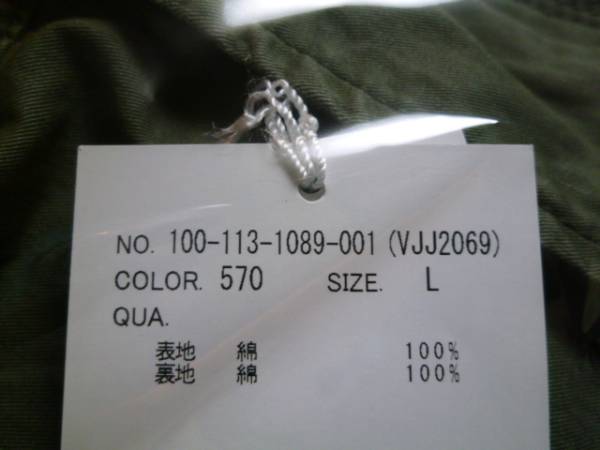 NO. 100-113-1089-001 (VJJ2069)
COLOR. 570 SIZE. L
QUA.
表地 綿 100%
裏地 綿 100%